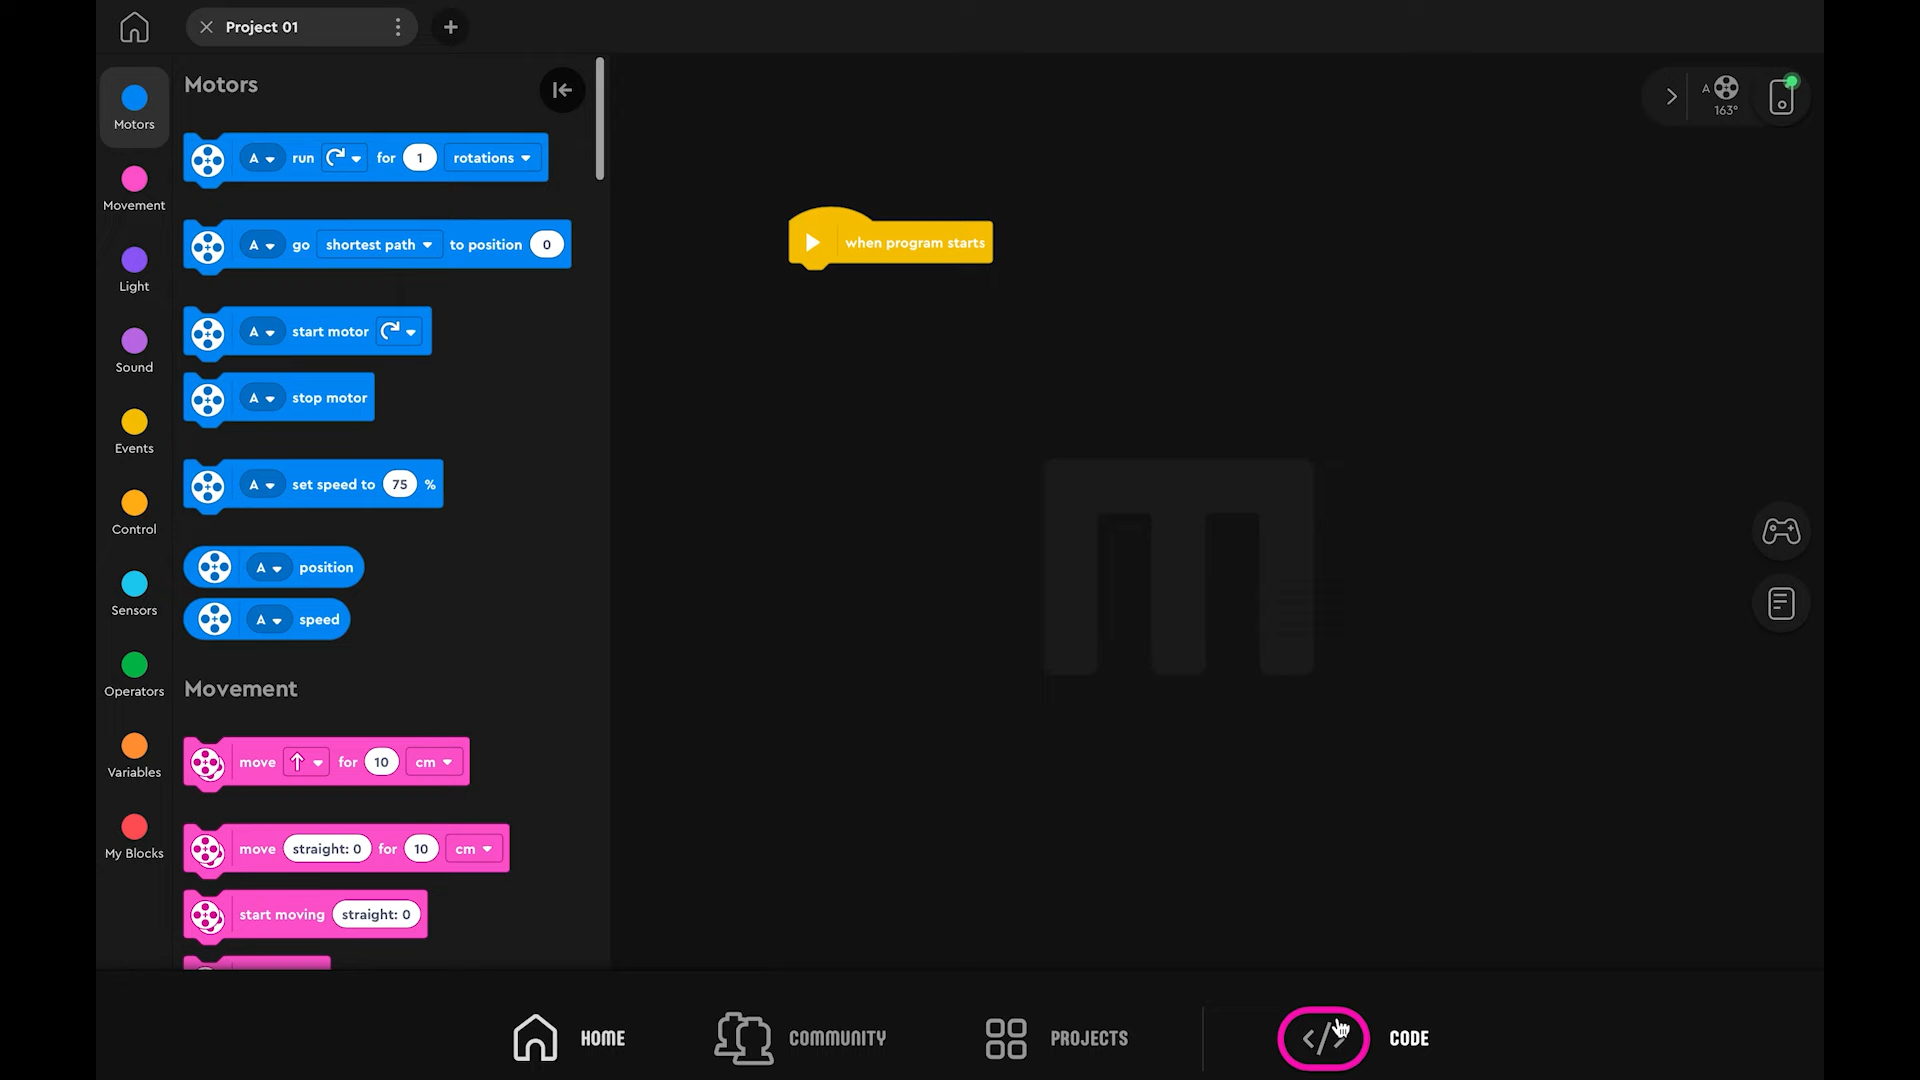 Project 01
Motors
A 163°
Motors
A run for 1 rotations
Movement
A go shortest path to position 0
Light
A start motor
Sound
A stop motor
Events
A set speed to 75 %
Control
A position
Sensors
A speed
Operators
Movement
Variables
move for 10 cm
My Blocks
move straight: 0 for 10 cm
start moving straight: 0
when program starts
HOME
COMMUNITY
PROJECTS
CODE